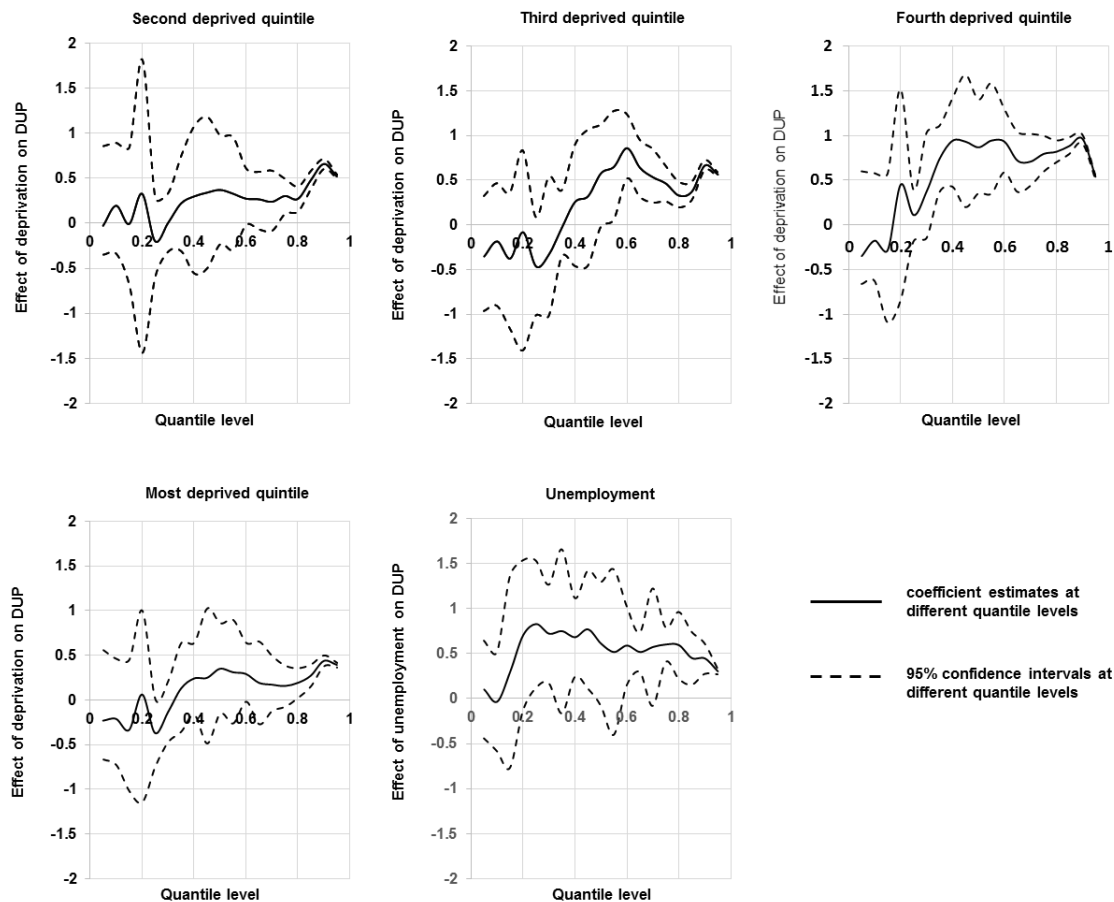 Second deprived quintile
Effect of deprivation on DUP
2
1.5
1
0.5
0
0 0.2 0.4 0.6 0.8 1
-0.5
-1
-1.5
-2
Quantile level
Third deprived quintile
Effect of deprivation on DUP
2
1.5
1
0.5
0
0 0.2 0.4 0.6 0.8 1
-0.5
-1
-1.5
-2
Quantile level
Fourth deprived quintile
Effect of deprivation on DUP
2
1.5
1
0.5
0
0 0.2 0.4 0.6 0.8 1
-0.5
-1
-1.5
-2
Quantile level
Most deprived quintile
Effect of deprivation on DUP
2
1.5
1
0.5
0
0 0.2 0.4 0.6 0.8 1
-0.5
-1
-1.5
-2
Quantile level
Unemployment
Effect of unemployment on DUP
2
1.5
1
0.5
0
0 0.2 0.4 0.6 0.8 1
-0.5
-1
-1.5
-2
Quantile level
coefficient estimates at
different quantile levels
95% confidence intervals at
different quantile levels